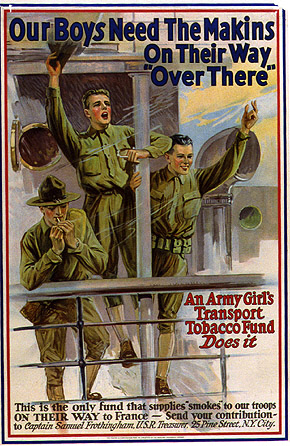 Our Boys Need The Makins
On Their Way
"Over There"
An Army Girl's
Transport
Tobacco Fund
Does it
This is the only fund that supplies "smokes" to our troops
ON THEIR WAY to France — Send your contribution-
to Captain Samuel Frothingham, U.S.R. Treasurer, 25 Pine Street, N.Y. City.